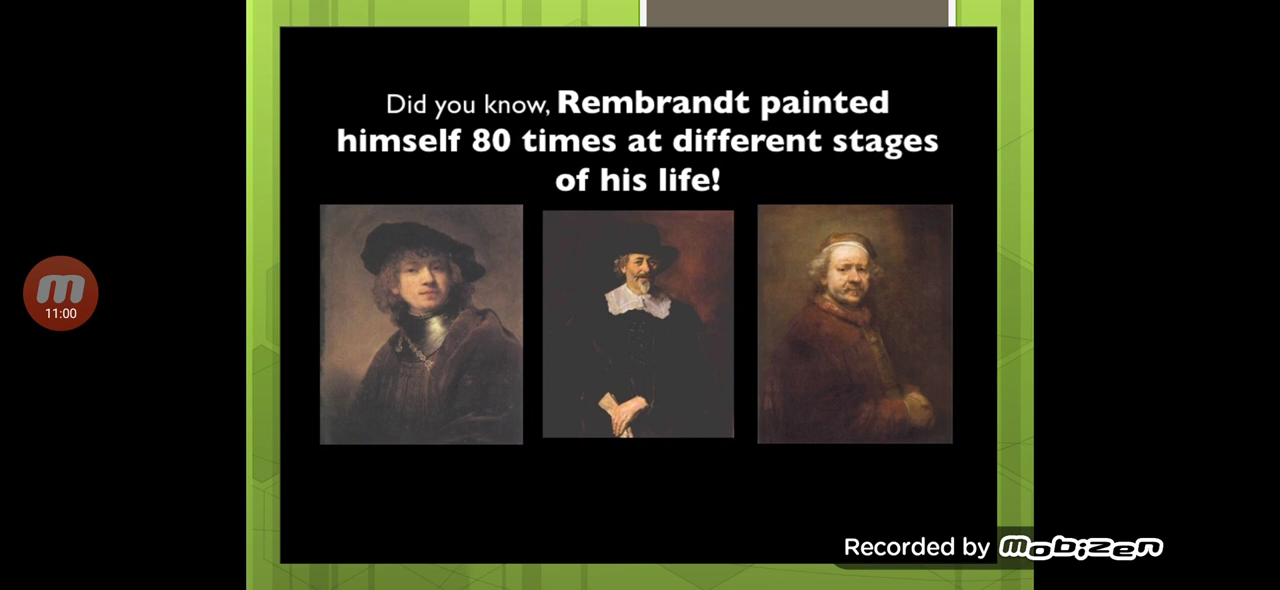 Did you know, Rembrandt painted
himself 80 times at different stages
of his life!
m
11:00
Recorded by mobizen